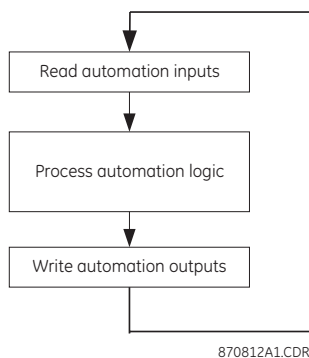 Read automation inputs
Process automation logic
Write automation outputs
870812A1.CDR